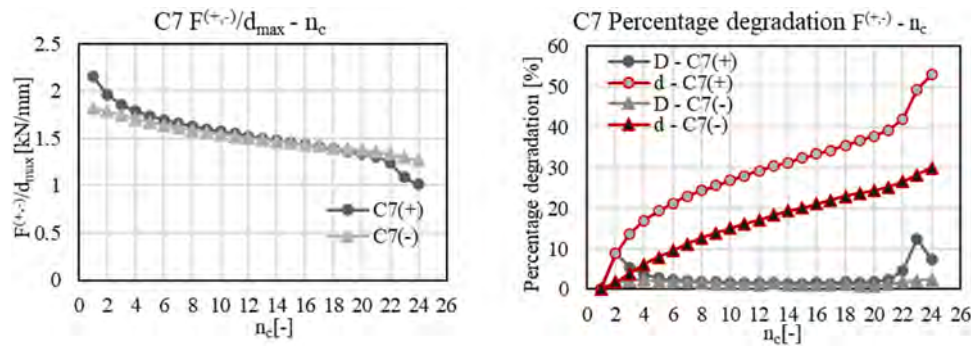 C7 F(+,-)/dmax - nc
2.5
2
1.5
1
0.5
0
F(+,-)/dmax [kN/mm]
C7(+)
C7(-)
0 2 4 6 8 10 12 14 16 18 20 22 24 26
nc[-]
C7 Percentage degradation F(+,-) - nc
60
50
40
30
20
10
0
Percentage degradation [%]
D - C7(+)
d - C7(+)
D - C7(-)
d - C7(-)
0 2 4 6 8 10 12 14 16 18 20 22 24 26
nc[-]